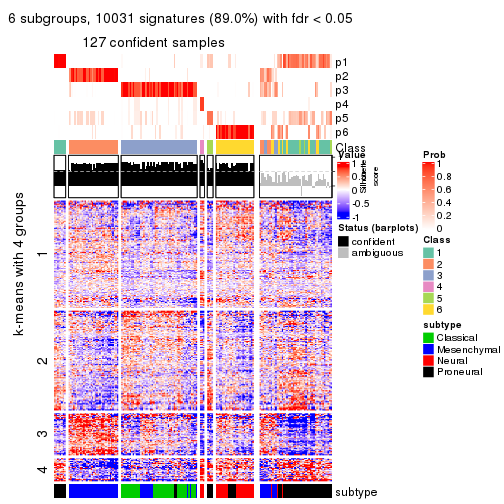 6 subgroups, 10031 signatures (89.0%) with fdr < 0.05
127 confident samples
p1
p2
p3
p4
p5
p6
Class
1
0.5
0
-0.5
-1
Silhouette
score
Status (barplots)
confident
ambiguous
Prob
1
0.8
0.6
0.4
0.2
0
Class
1
2
3
4
5
6
subtype
Classical
Mesenchymal
Neural
Proneural
k-means with 4 groups
1
2
3
4
subtype